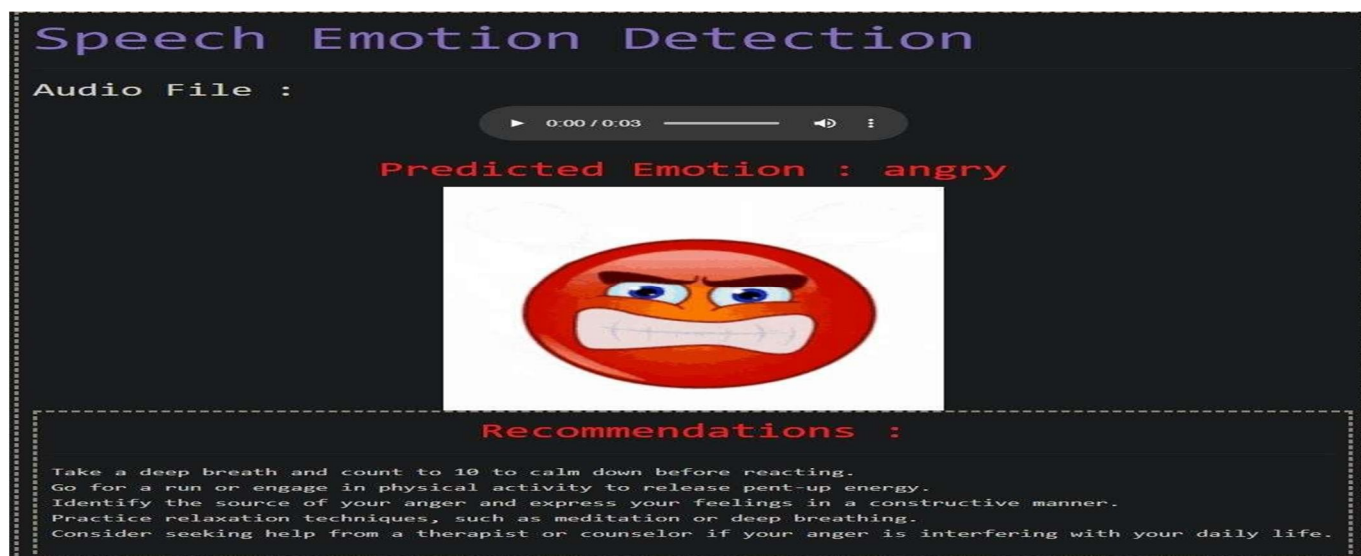 Speech Emotion Detection
Audio File :
0:00 / 0:03
Predicted Emotion : angry
Recommendations :
Take a deep breath and count to 10 to calm down before reacting.
Go for a run or engage in physical activity to release pent-up energy.
Identify the source of your anger and express your feelings in a constructive manner.
Practice relaxation techniques, such as meditation or deep breathing.
Consider seeking help from a therapist or counselor if your anger is interfering with your daily life.